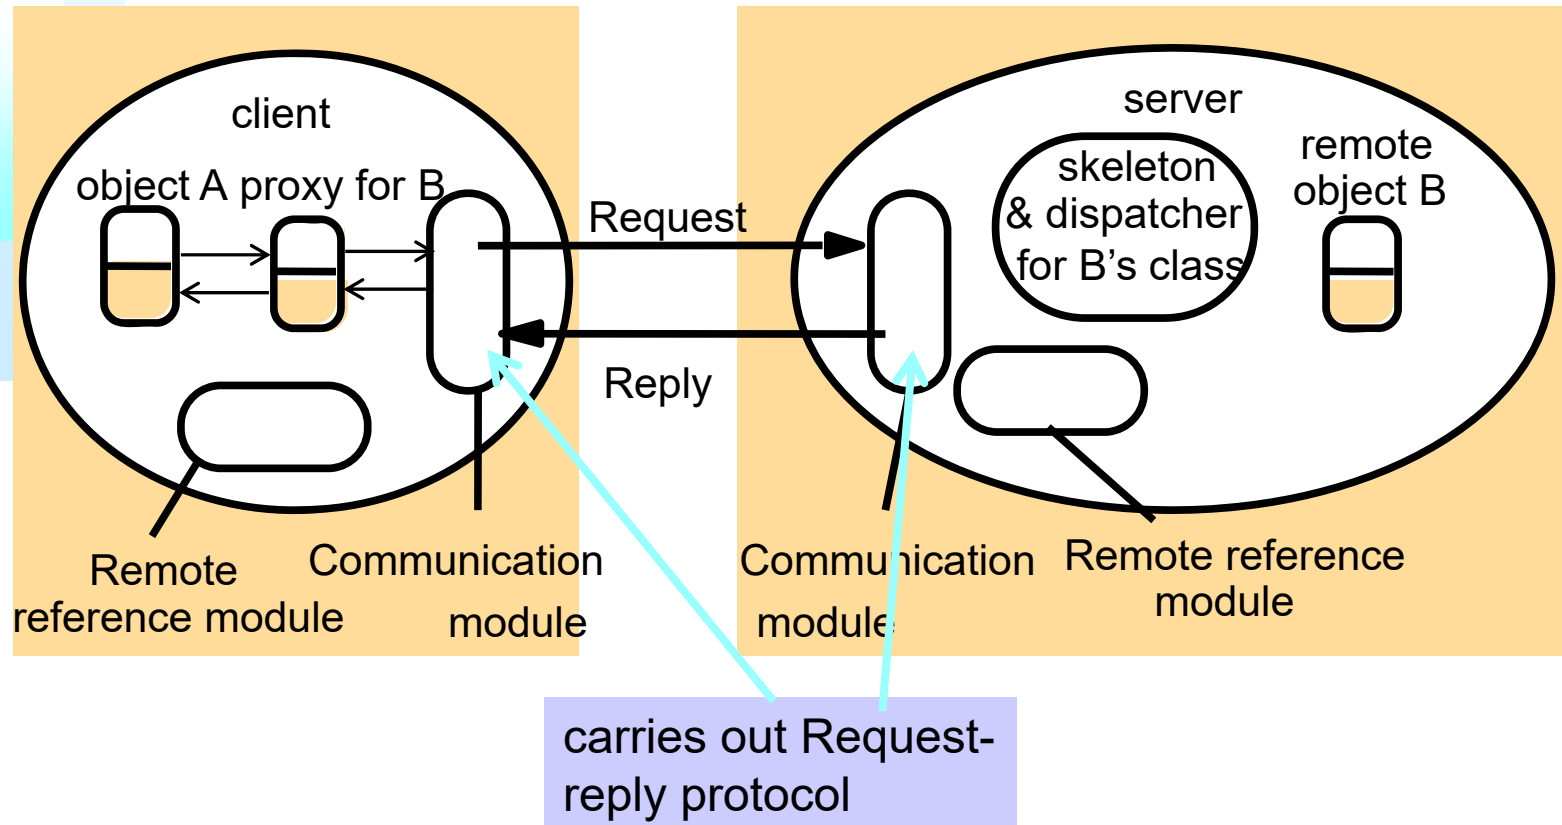 client
object A proxy for B
Request
Reply
server
skeleton
& dispatcher
for B’s class
remote
object B
Remote
reference module
Communication
module
Communication
module
Remote reference
module
carries out Request-
reply protocol